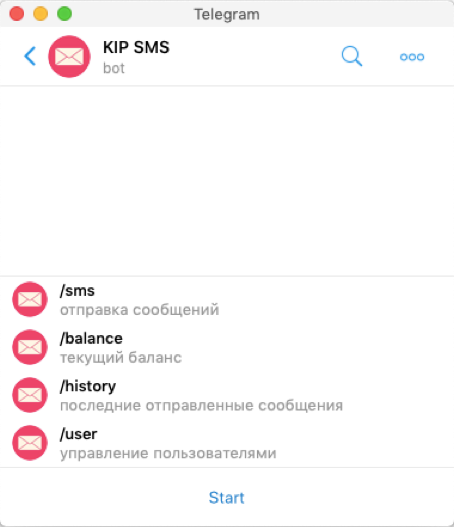 Telegram
KIP SMS
bot
/sms
отправка сообщений
/balance
текущий баланс
/history
последние отправленные сообщения
/user
управление пользователями
Start